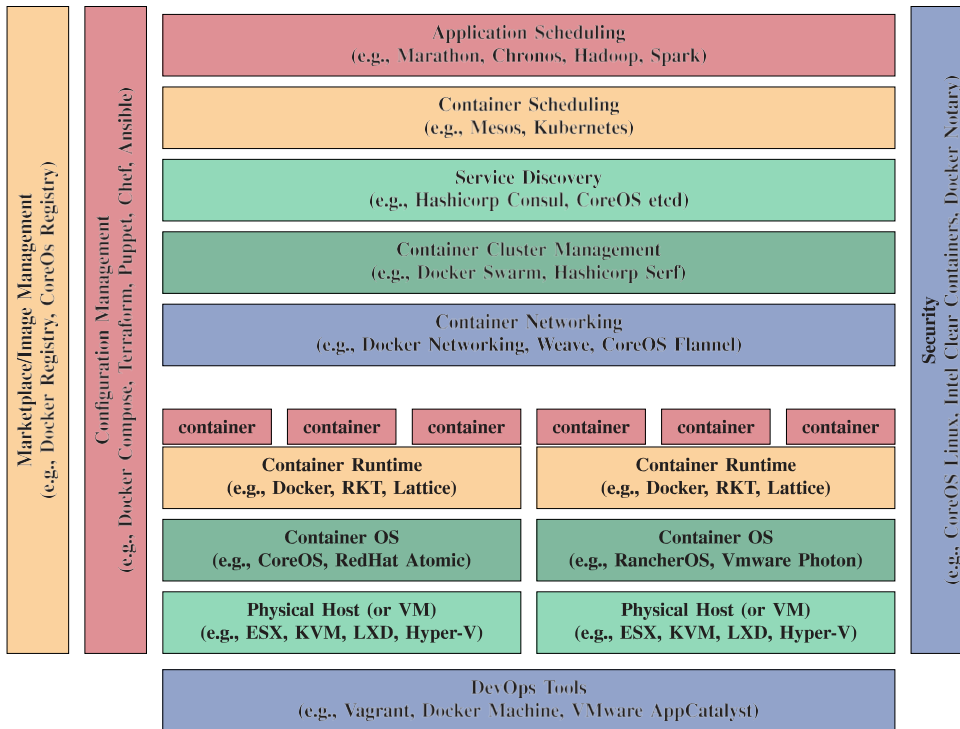 Marketplace/Image Management
(e.g., Docker Registry, CoreOs Registry)
Configuration Management
(e.g., Docker Compose, Terraform, Puppet, Chef, Ansible)
Application Scheduling
(e.g., Marathon, Chronos, Hadoop, Spark)
Container Scheduling
(e.g., Mesos, Kubernetes)
Service Discovery
(e.g., Hashicorp Consul, CoreOS etcd)
Container Cluster Management
(e.g., Docker Swarm, Hashicorp Serf)
Container Networking
(e.g., Docker Networking, Weave, CoreOS Flannel)
container
container
container
Container Runtime
(e.g., Docker, RKT, Lattice)
Container OS
(e.g., CoreOS, RedHat Atomic)
Physical Host (or VM)
(e.g., ESX, KVM, LXD, Hyper-V)
container
container
container
Container Runtime
(e.g., Docker, RKT, Lattice)
Container OS
(e.g., RancherOS, Vmware Photon)
Physical Host (or VM)
(e.g., ESX, KVM, LXD, Hyper-V)
DevOps Tools
(e.g., Vagrant, Docker Machine, VMware AppCatalyst)
Security
(e.g., CoreOS Linux, Intel Clear Containers, Docker Notary)